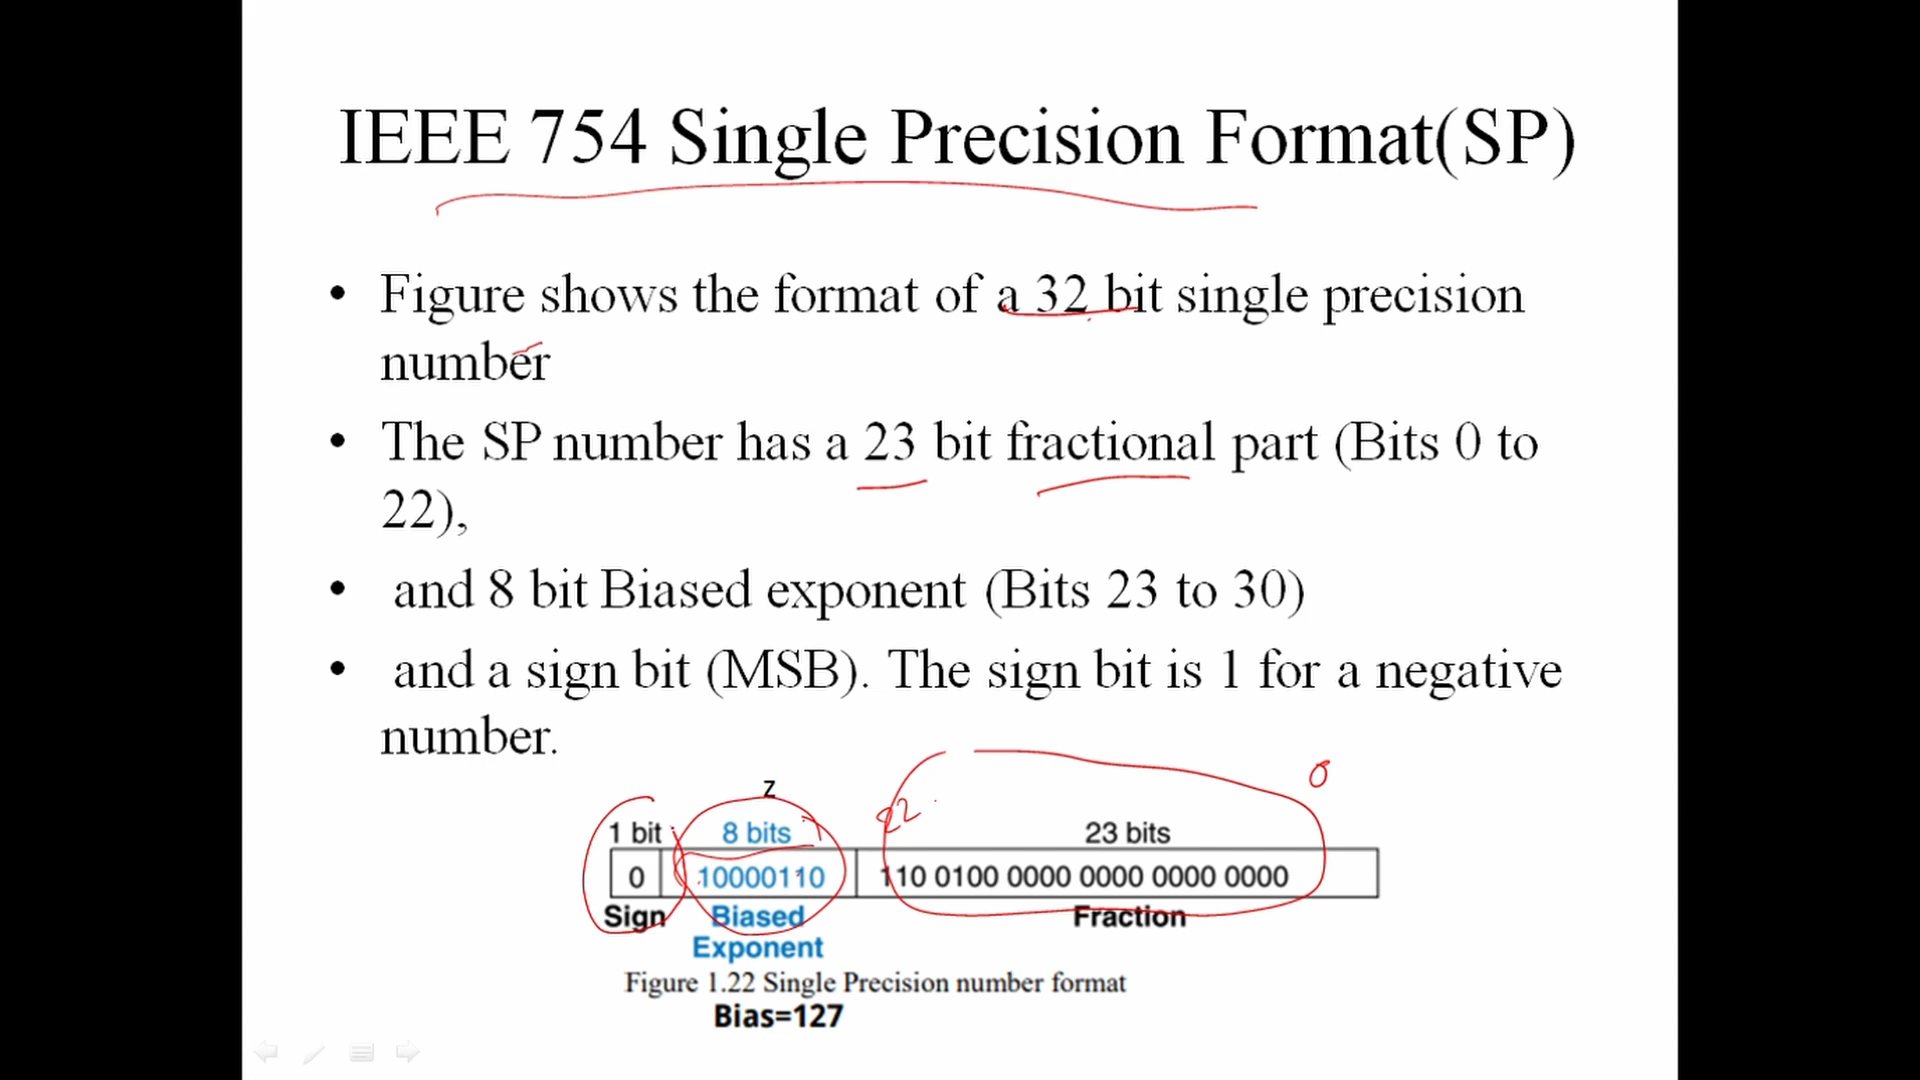 IEEE 754 Single Precision Format(SP)
• Figure shows the format of a 32 bit single precision
number
• The SP number has a 23 bit fractional part (Bits 0 to
22),
• and 8 bit Biased exponent (Bits 23 to 30)
• and a sign bit (MSB). The sign bit is 1 for a negative
number.
z
0
22
1 bit 8 bits 23 bits
0 10000110 110 0100 0000 0000 0000 0000
Sign Biased Fraction
Exponent
Figure 1.22 Single Precision number format
Bias=127